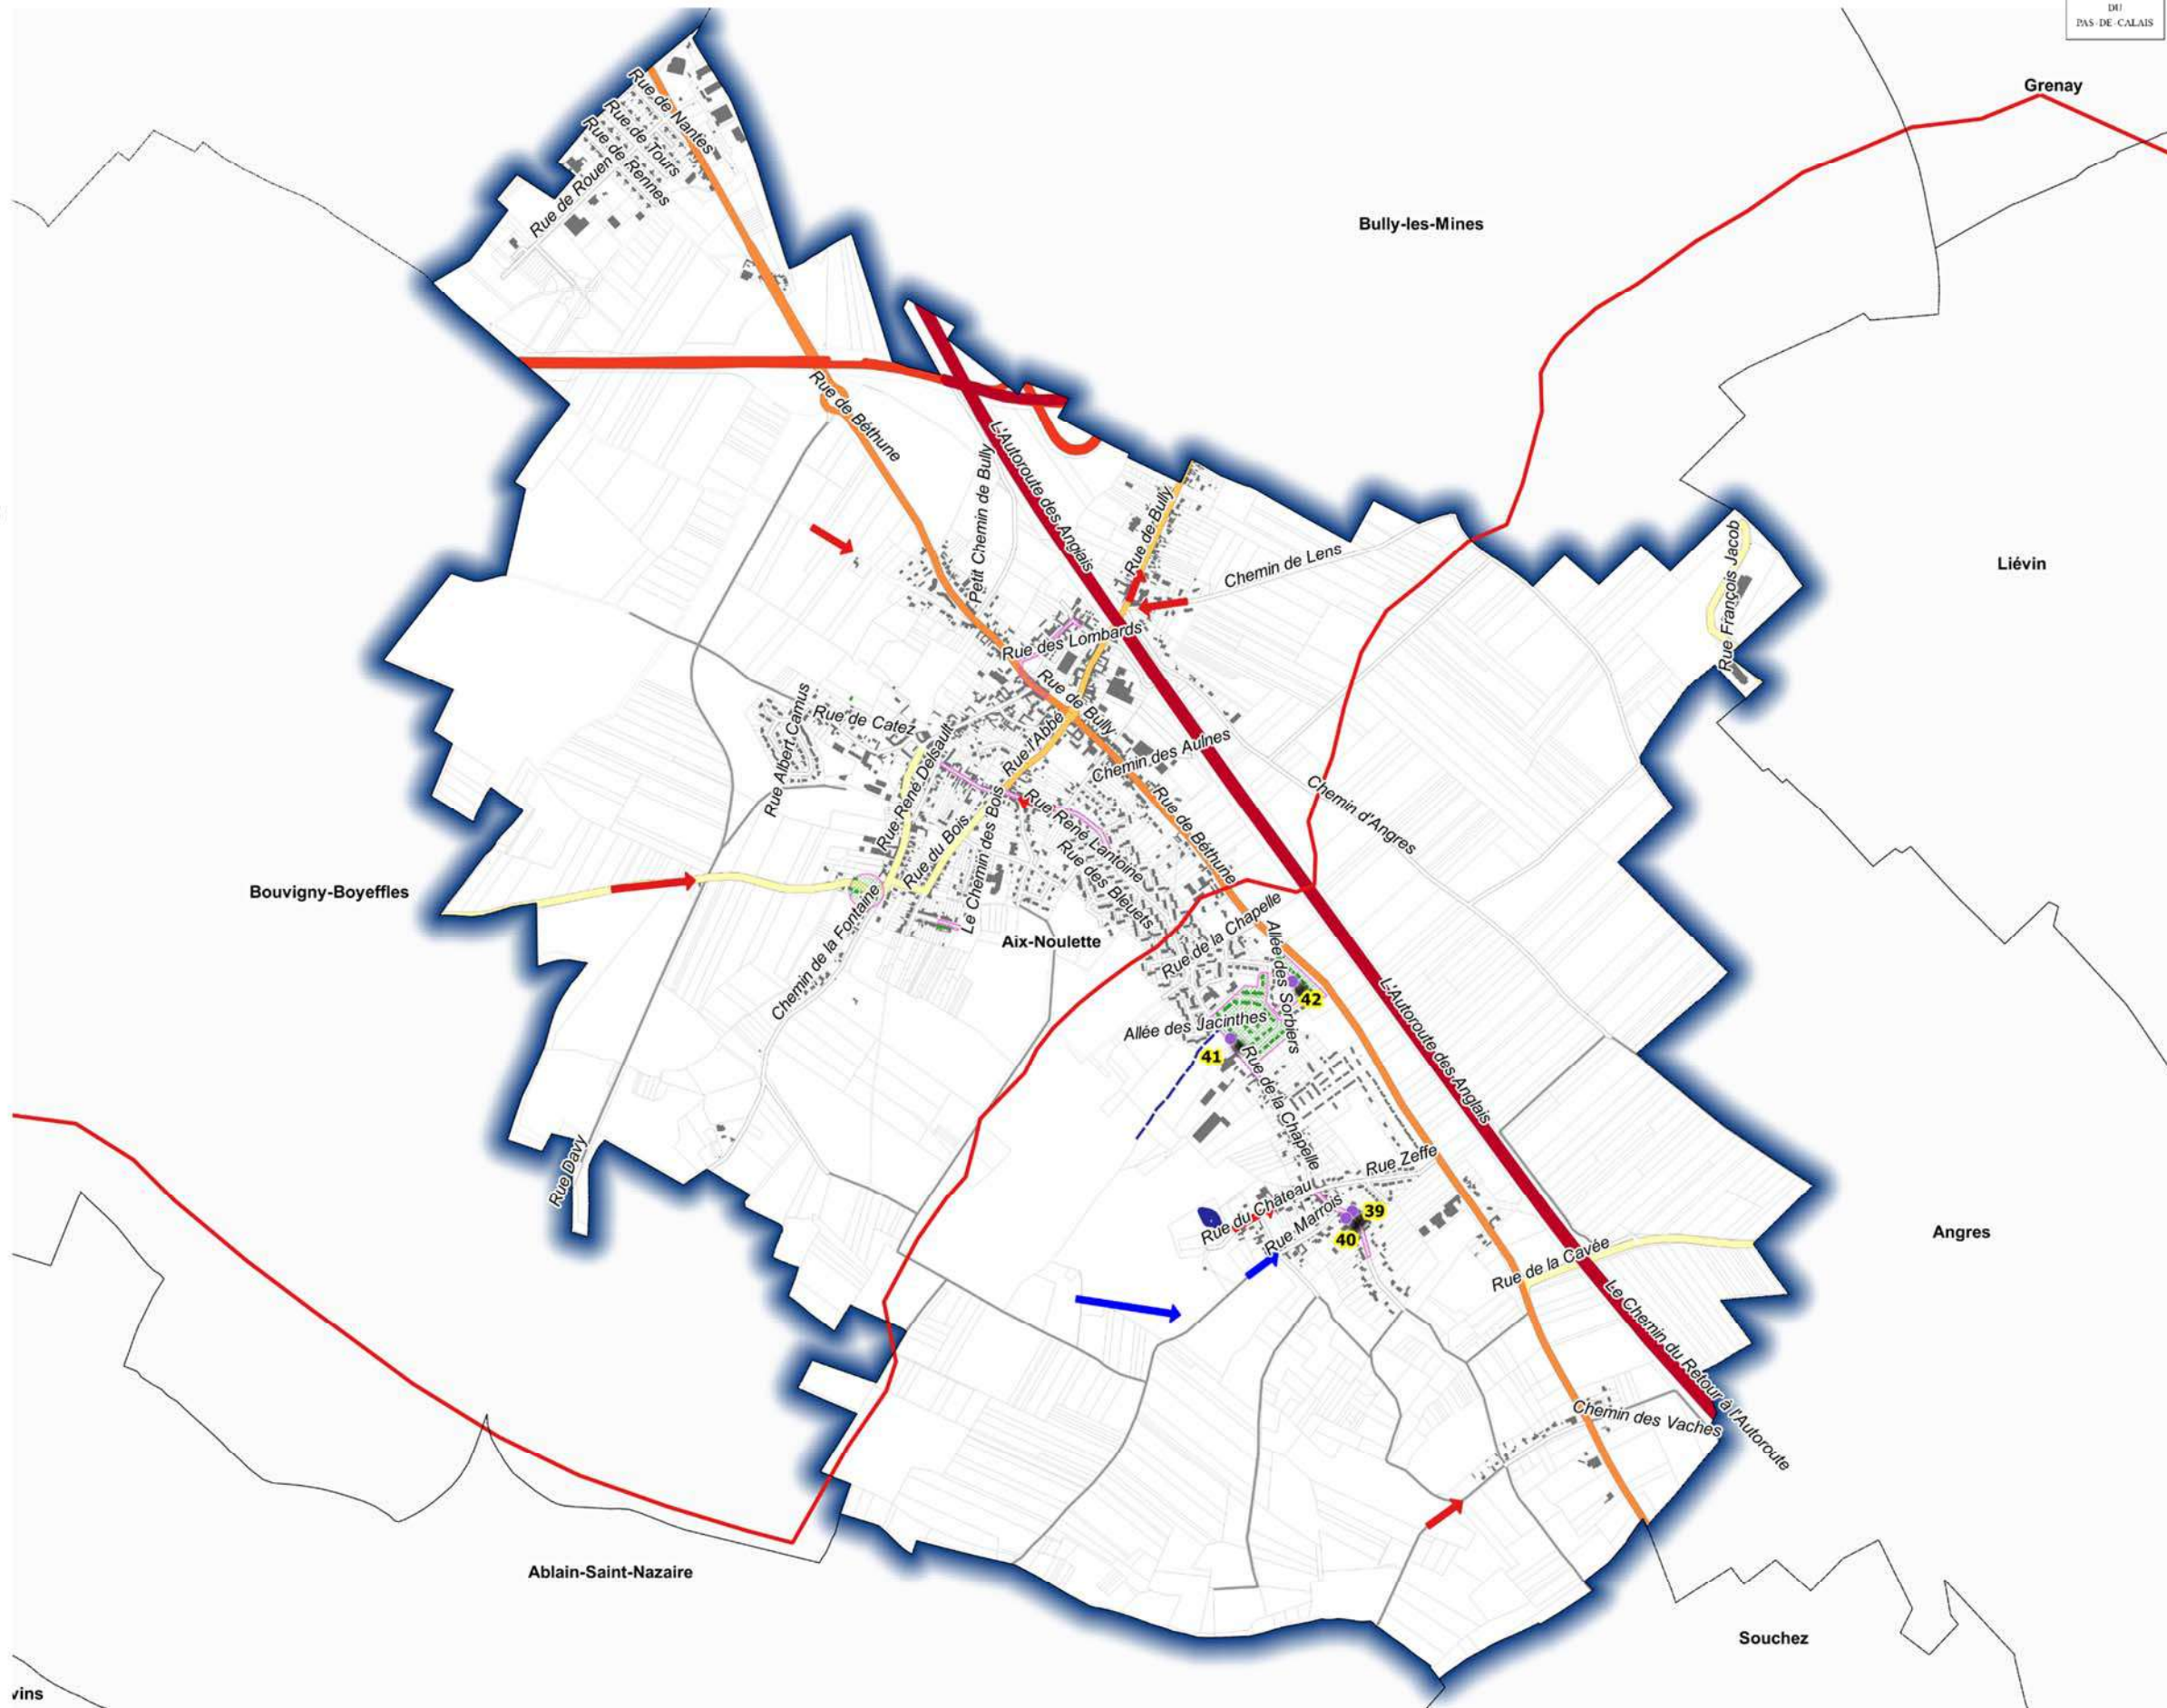 DU
PAS-DE-CALAIS
Grenay
Rue de Nantes
Rue de Tours
Rue de Rennes
Rue de Rouen
Bully-les-Mines
Rue de Béthune
Petit Chemin de Bully
L'Autoroute des Anglais
Rue de Bully
Chemin de Lens
Rue François Jacob
Liévin
Rue des Lombards
Rue de Bully
Rue Albert Camus
Rue de Catez
Rue René Delsault
Rue l'Abbé
Chemin des Aulnes
Rue de Béthune
Chemin d'Angres
Rue du Bois
Le Chemin des Bois
Rue René Lantoine
Rue des Bleuets
Bouvigny-Boyeffles
Chemin de la Fontaine
Aix-Noulette
Rue de la Chapelle
Allée des Sorbiers
42
Allée des Jacinthes
41
L'Autoroute des Anglais
Rue de la Chapelle
Rue Davy
Rue Zeffe
Rue du Château
Rue Marrois
39
40
Angres
Rue de la Cavée
Le Chemin du Retour à l'Autoroute
Chemin des Vaches
Ablain-Saint-Nazaire
Souchez
vins